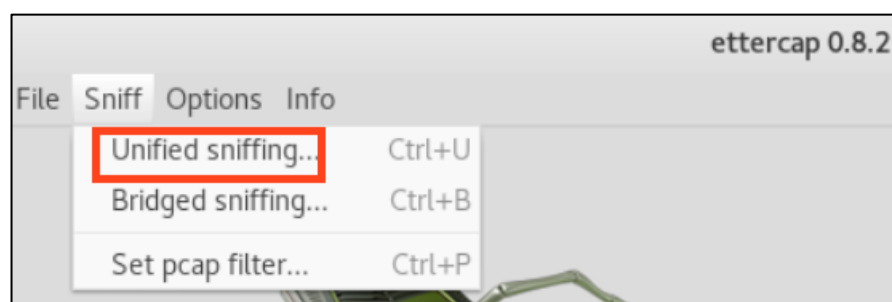 ettercap 0.8.2
File Sniff Options Info
Unified sniffing... Ctrl+U
Bridged sniffing... Ctrl+B
Set pcap filter... Ctrl+P